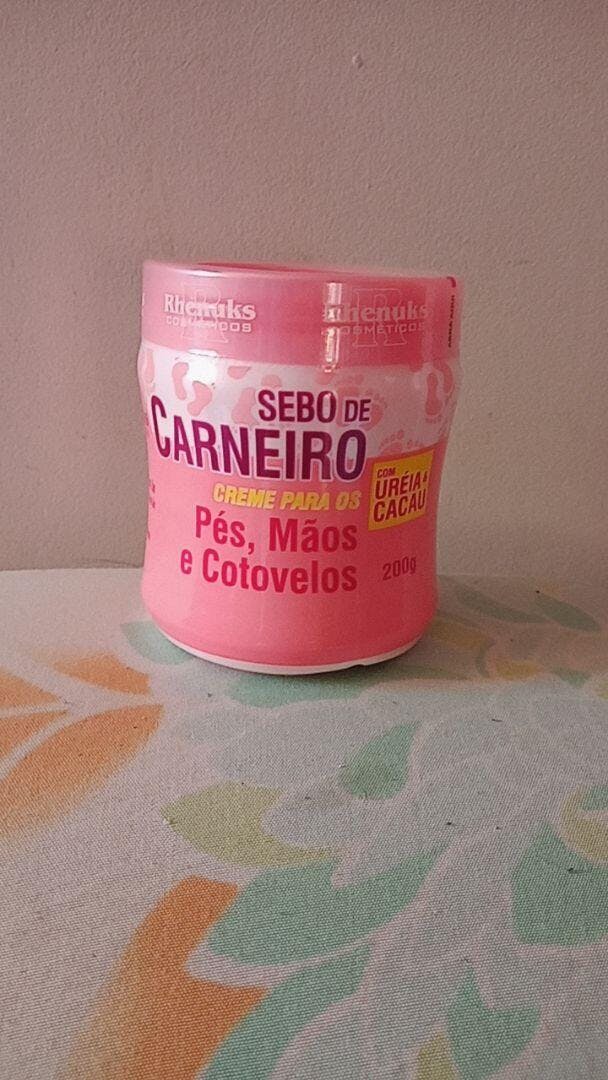 Rhenuks
COSMÉTICOS
Rhenuks
COSMÉTICOS
SEBO DE
CARNEIRO
CREME PARA OS
Pés, Mãos
e Cotovelos
COM
URÉIA &
CACAU
200g